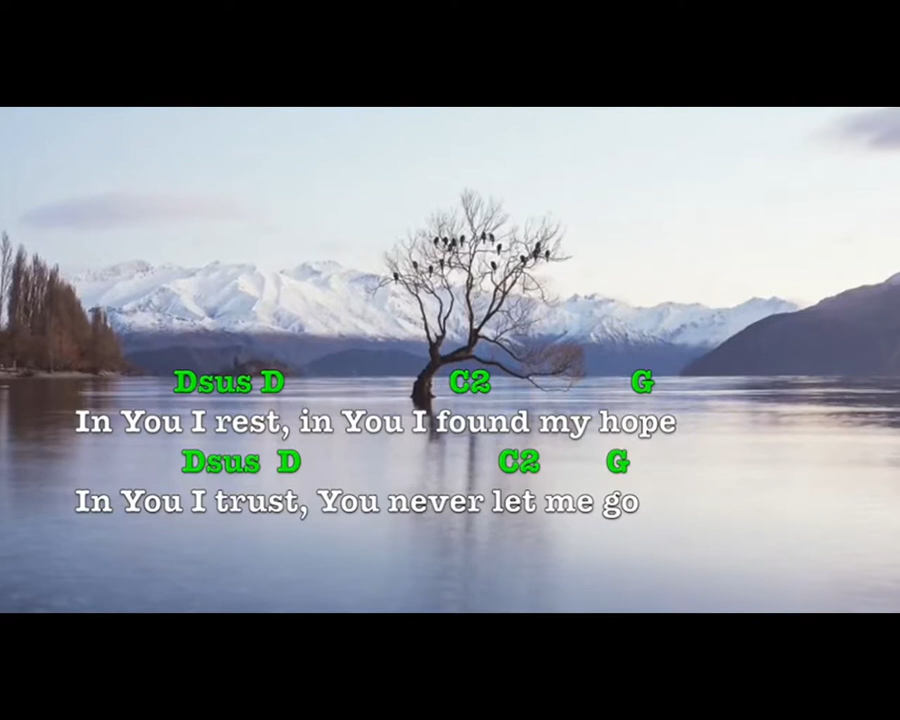 Dsus D C2 G
In You I rest, in You I found my hope
Dsus D C2 G
In You I trust, You never let me go